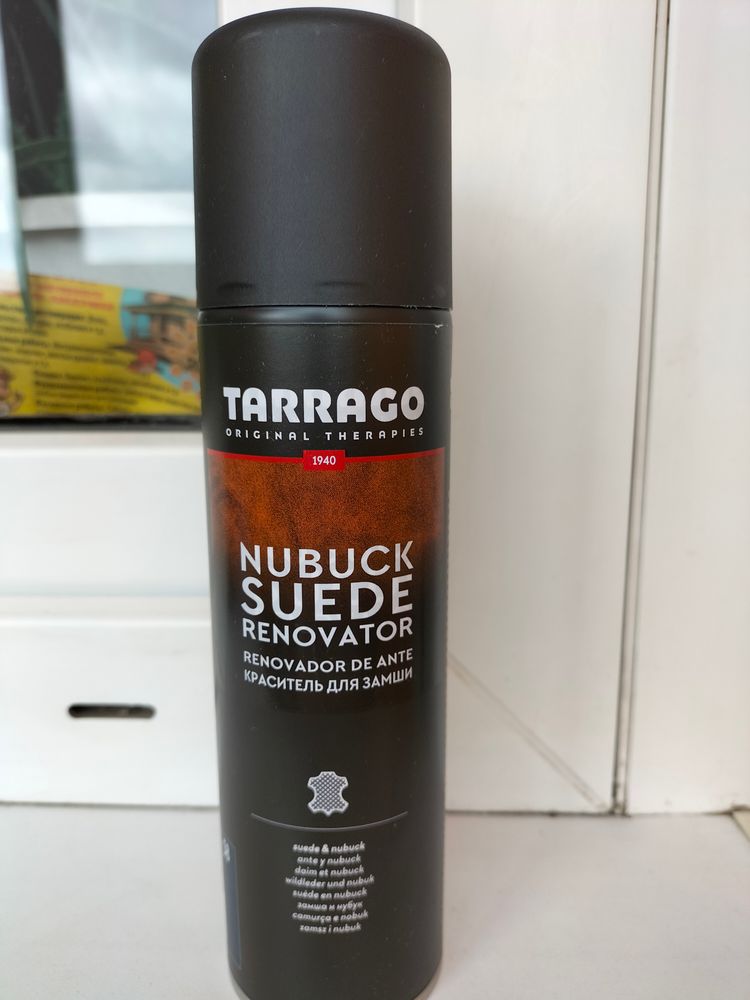 TARRAGO
ORIGINAL THERAPIES
1940
NUBUCK
SUEDE
RENOVATOR
RENOVADOR DE ANTE
КРАСИТЕЛЬ ДЛЯ ЗАМШИ
suede & nubuck
ante y nubuck
daim et nubuck
wildleder und nubuk
suède en nubuck
замша и нубук
camurça e nobuk
zamsz i nubuk